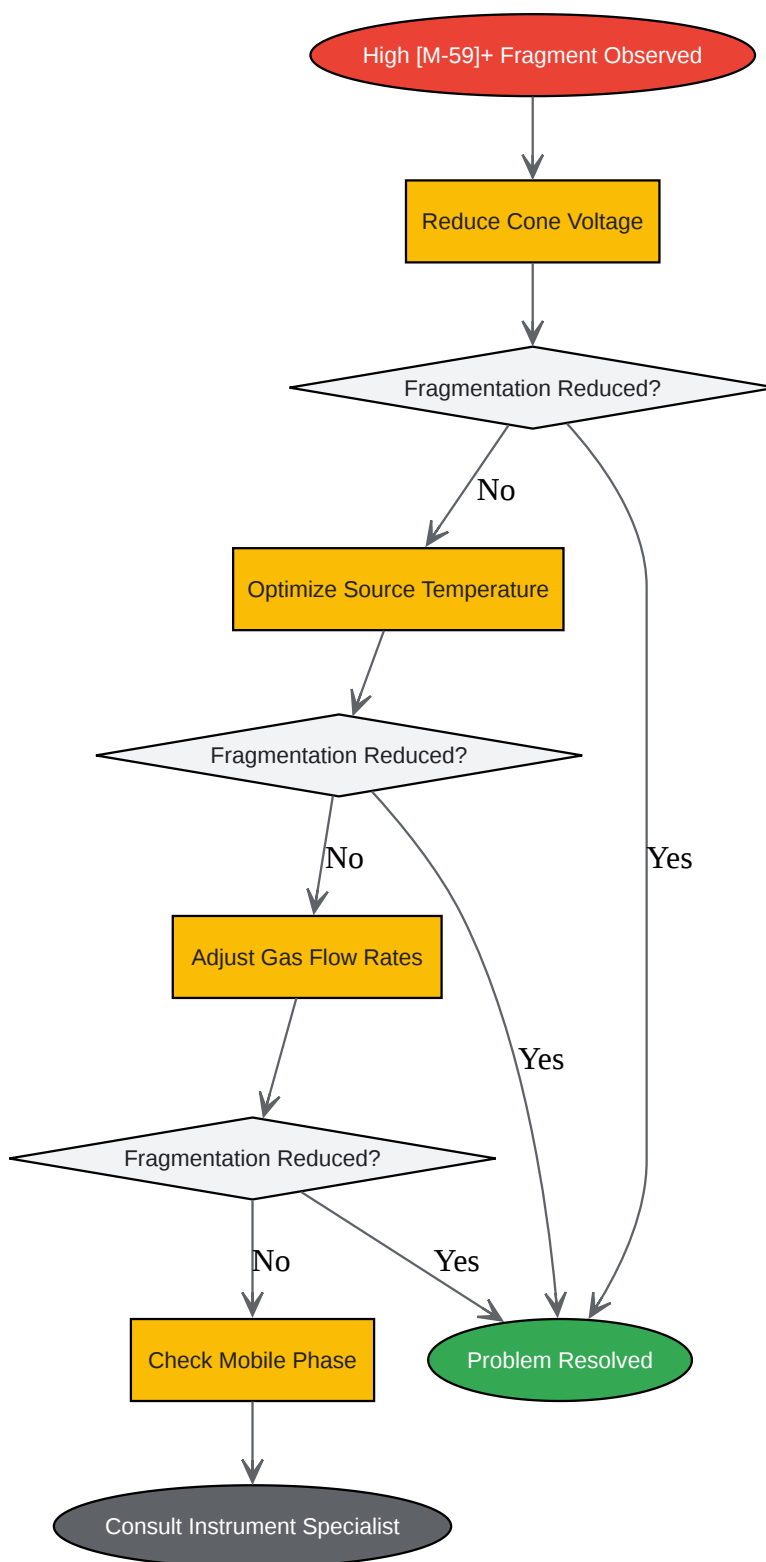 High [M-59]+ Fragment Observed
Reduce Cone Voltage
Fragmentation Reduced?
No
Optimize Source Temperature
Fragmentation Reduced?
No
Yes
Adjust Gas Flow Rates
Yes
Fragmentation Reduced?
No
Yes
Check Mobile Phase
Problem Resolved
Consult Instrument Specialist